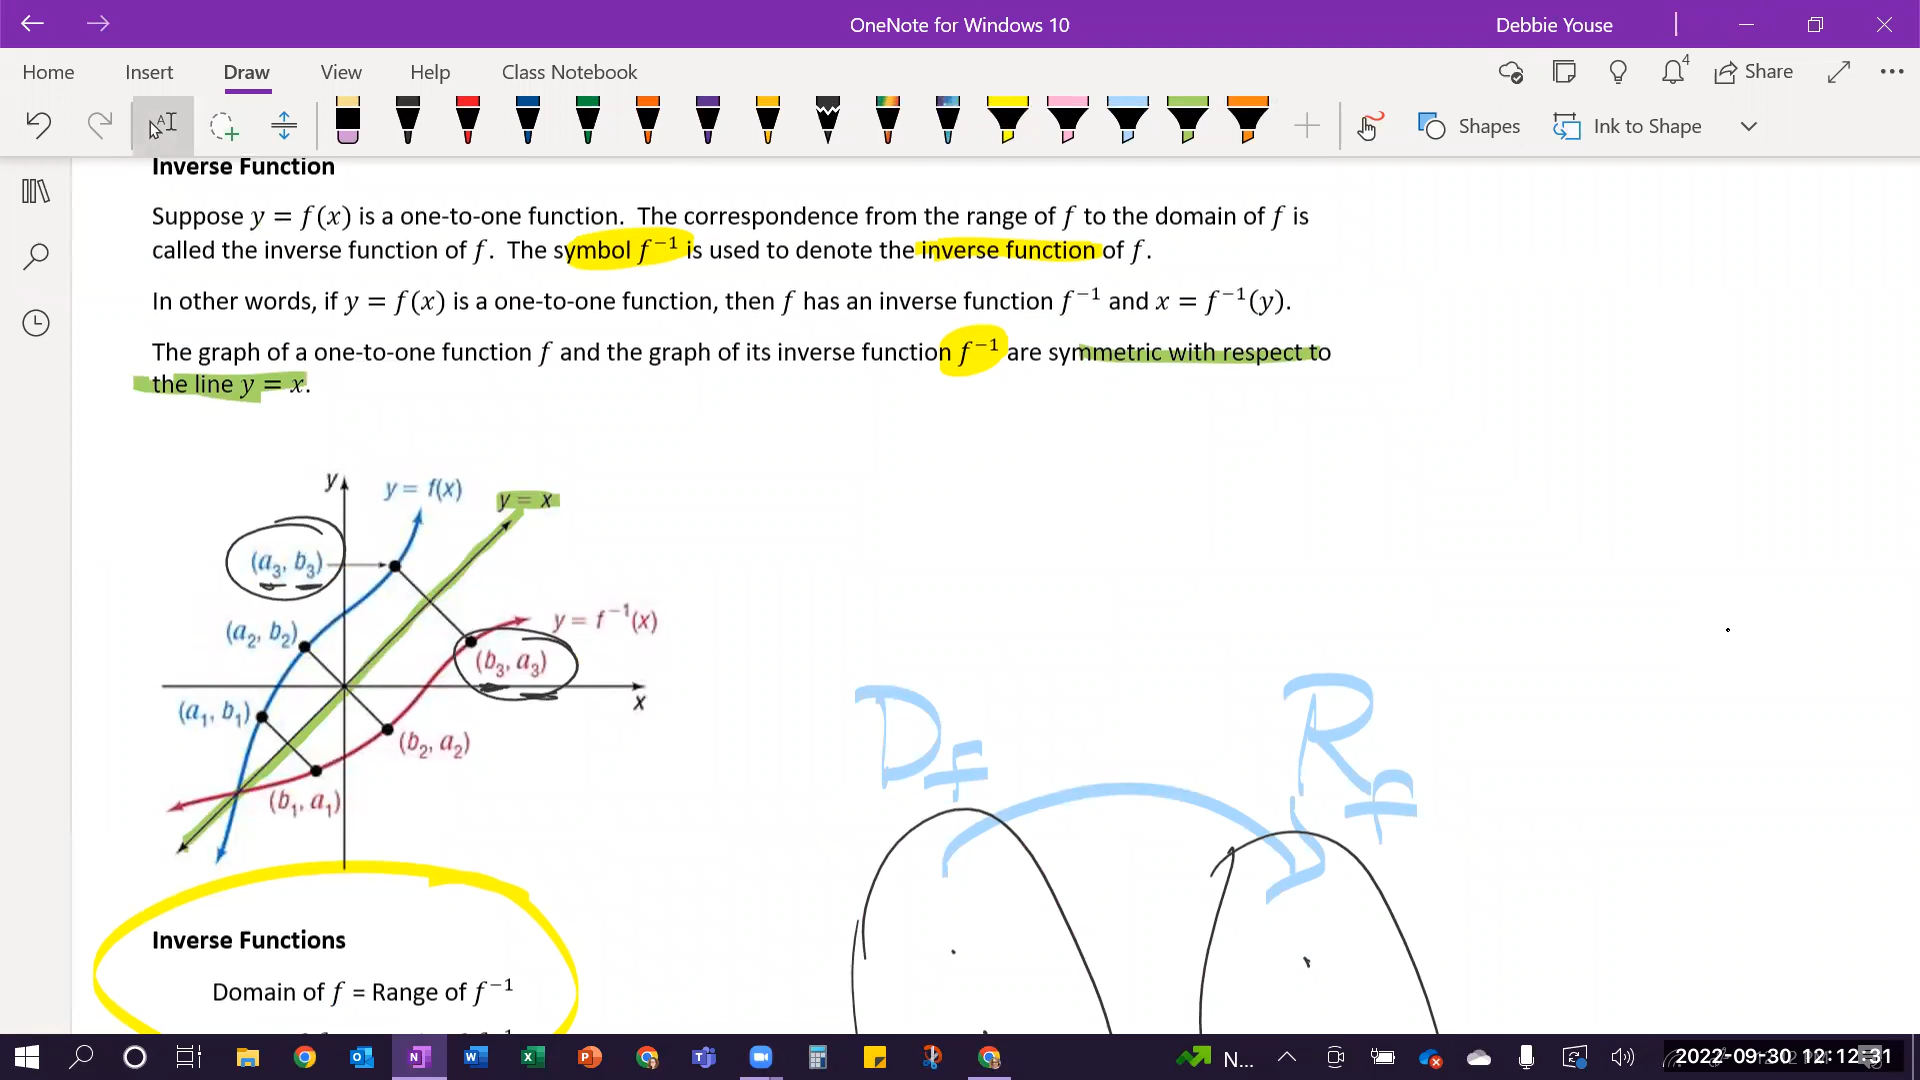 OneNote for Windows 10
Debbie Youse
Home Insert Draw View Help Class Notebook
4
Share
Shapes
Ink to Shape
Inverse Function
Suppose y = f(x) is a one-to-one function. The correspondence from the range of f to the domain of f is
called the inverse function of f. The symbol f⁻¹ is used to denote the inverse function of f.
In other words, if y = f(x) is a one-to-one function, then f has an inverse function f⁻¹ and x = f⁻¹(y).
The graph of a one-to-one function f and the graph of its inverse function f⁻¹ are symmetric with respect to
the line y = x.
y
y = f(x)
y = x
(a₃, b₃)
y = f⁻¹(x)
(a₂, b₂)
(b₃, a₃)
x
(a₁, b₁)
(b₂, a₂)
(b₁, a₁)
D_f
R_f
Inverse Functions
Domain of f = Range of f⁻¹
N...
2022-09-30 12:12:31